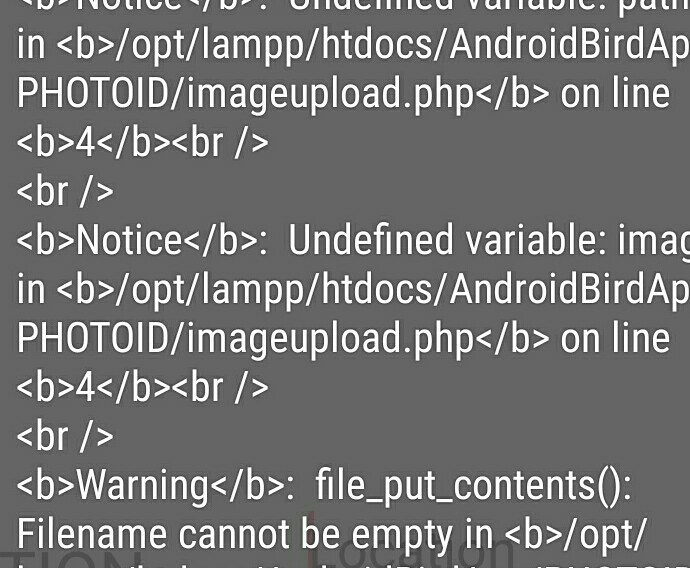 <b>Notice</b>:  Undefined variable: path
in <b>/opt/lampp/htdocs/AndroidBirdAp
PHOTOID/imageupload.php</b> on line
<b>4</b><br />
<br />
<b>Notice</b>:  Undefined variable: imag
in <b>/opt/lampp/htdocs/AndroidBirdAp
PHOTOID/imageupload.php</b> on line
<b>4</b><br />
<br />
<b>Warning</b>:  file_put_contents():
Filename cannot be empty in <b>/opt/
TION Location